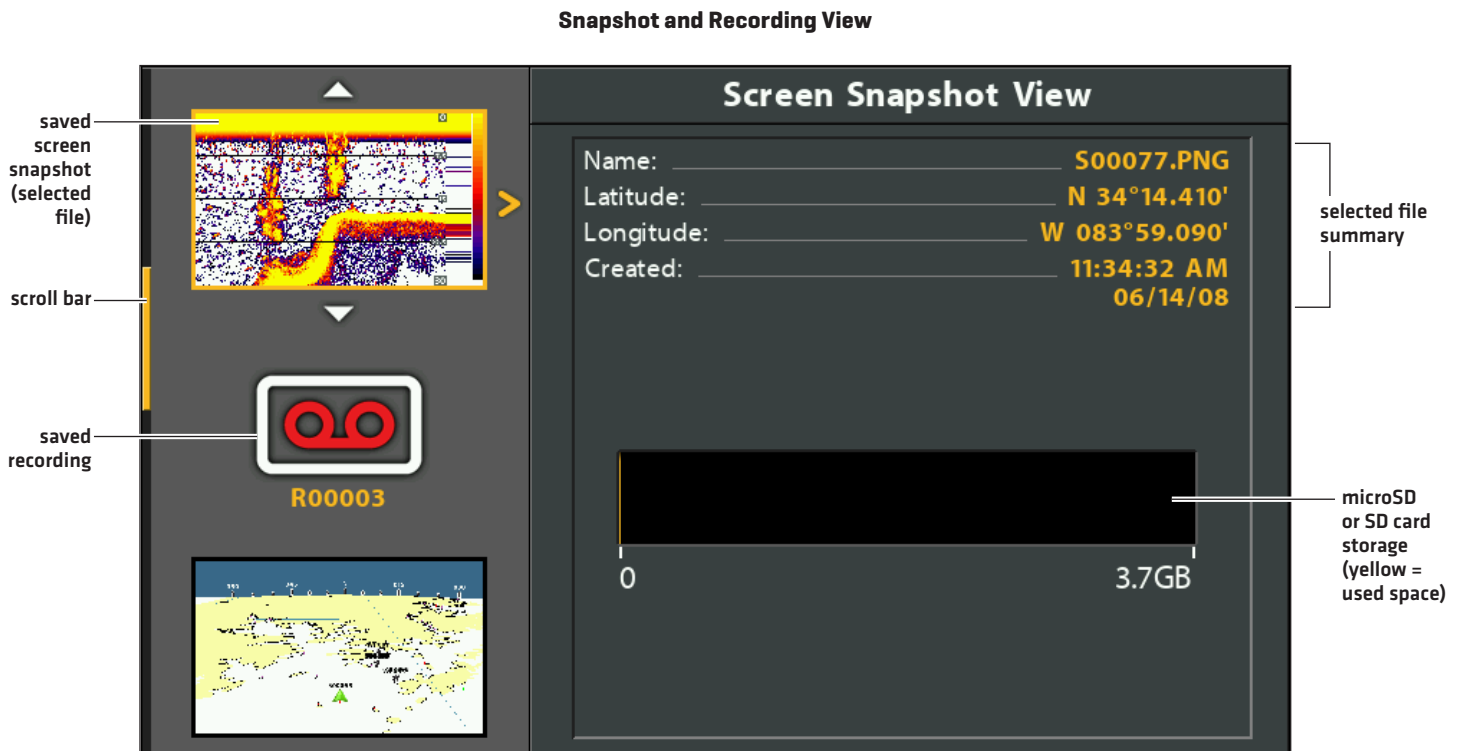 Snapshot and Recording View
saved
screen
snapshot
(selected
file)
scroll bar
saved
recording
0
30
R00003
Screen Snapshot View
Name: S00077.PNG
Latitude: N 34°14.410'
Longitude: W 083°59.090'
Created: 11:34:32 AM
06/14/08
0
3.7GB
selected file
summary
microSD
or SD card
storage
(yellow =
used space)